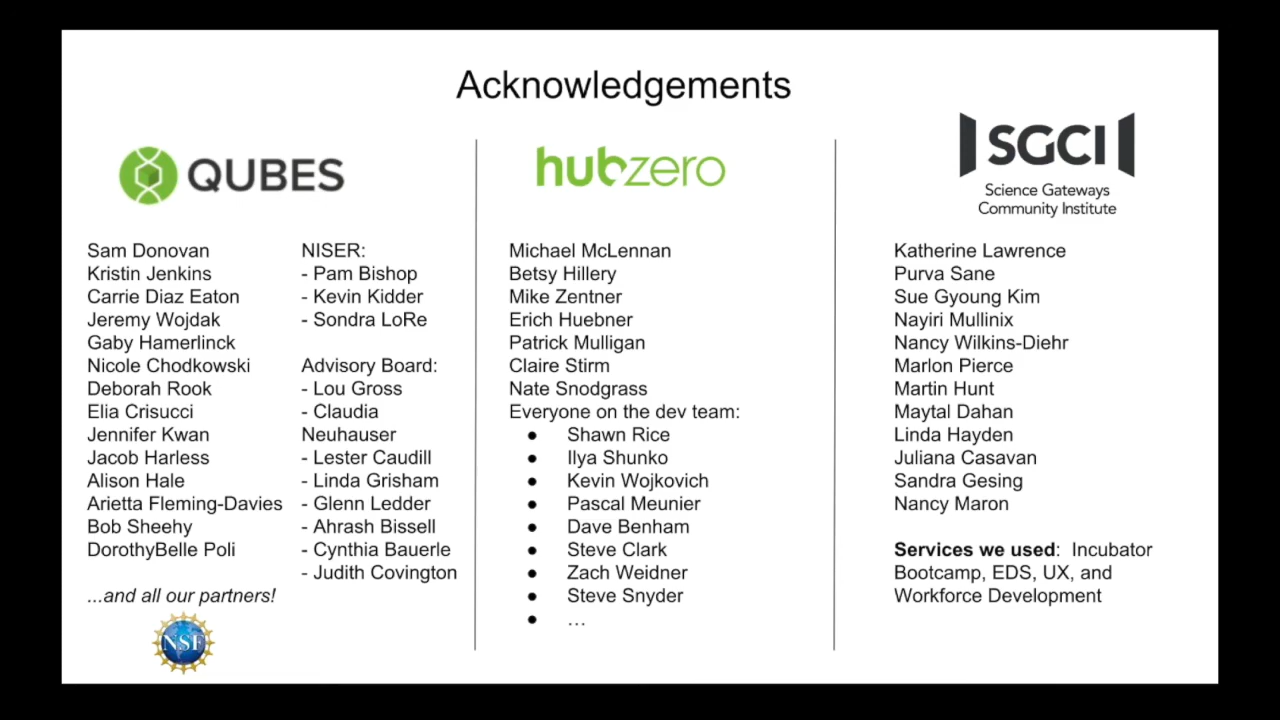 Acknowledgements
QUBES
Sam Donovan
Kristin Jenkins
Carrie Diaz Eaton
Jeremy Wojdak
Gaby Hamerlinck
Nicole Chodkowski
Deborah Rook
Elia Crisucci
Jennifer Kwan
Jacob Harless
Alison Hale
Arietta Fleming-Davies
Bob Sheehy
DorothyBelle Poli
...and all our partners!
NSF
NISER:
- Pam Bishop
- Kevin Kidder
- Sondra LoRe
Advisory Board:
- Lou Gross
- Claudia
Neuhauser
- Lester Caudill
- Linda Grisham
- Glenn Ledder
- Ahrash Bissell
- Cynthia Bauerle
- Judith Covington
hubzero
Michael McLennan
Betsy Hillery
Mike Zentner
Erich Huebner
Patrick Mulligan
Claire Stirm
Nate Snodgrass
Everyone on the dev team:
● Shawn Rice
● Ilya Shunko
● Kevin Wojkovich
● Pascal Meunier
● Dave Benham
● Steve Clark
● Zach Weidner
● Steve Snyder
● …
SGCI
Science Gateways
Community Institute
Katherine Lawrence
Purva Sane
Sue Gyoung Kim
Nayiri Mullinix
Nancy Wilkins-Diehr
Marlon Pierce
Martin Hunt
Maytal Dahan
Linda Hayden
Juliana Casavan
Sandra Gesing
Nancy Maron
Services we used: Incubator
Bootcamp, EDS, UX, and
Workforce Development